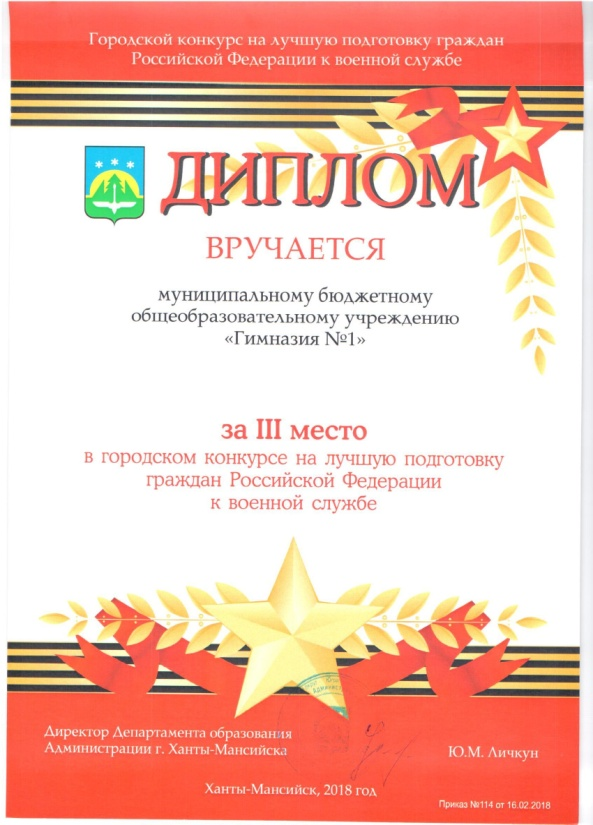 Городской конкурс на лучшую подготовку граждан
Российской Федерации к военной службе
ДИПЛОМ
ВРУЧАЕТСЯ
муниципальному бюджетному
общеобразовательному учреждению
«Гимназия №1»
за III место
в городском конкурсе на лучшую подготовку
граждан Российской Федерации
к военной службе
Директор Департамента образования
Администрации г. Ханты-Мансийска
Ю.М. Личкун
Ханты-Мансийск, 2018 год
Приказ №114 от 16.02.2018